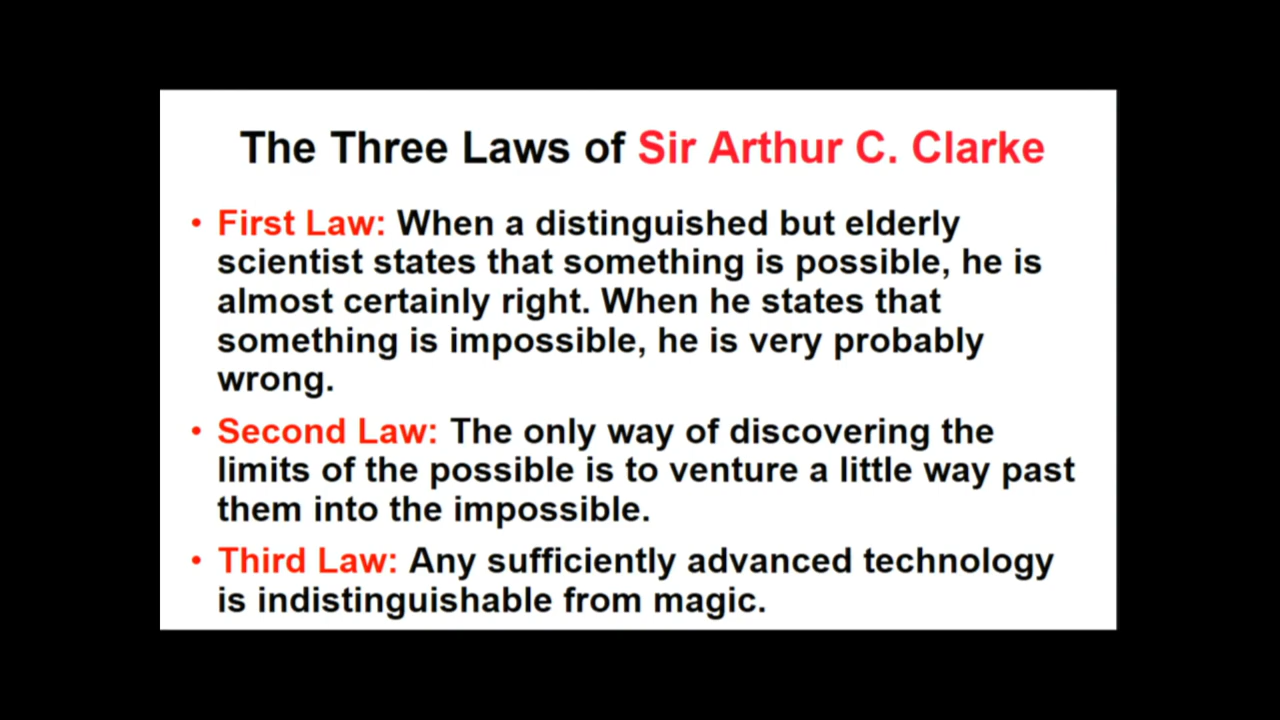 The Three Laws of Sir Arthur C. Clarke
• First Law: When a distinguished but elderly
scientist states that something is possible, he is
almost certainly right. When he states that
something is impossible, he is very probably
wrong.
• Second Law: The only way of discovering the
limits of the possible is to venture a little way past
them into the impossible.
• Third Law: Any sufficiently advanced technology
is indistinguishable from magic.